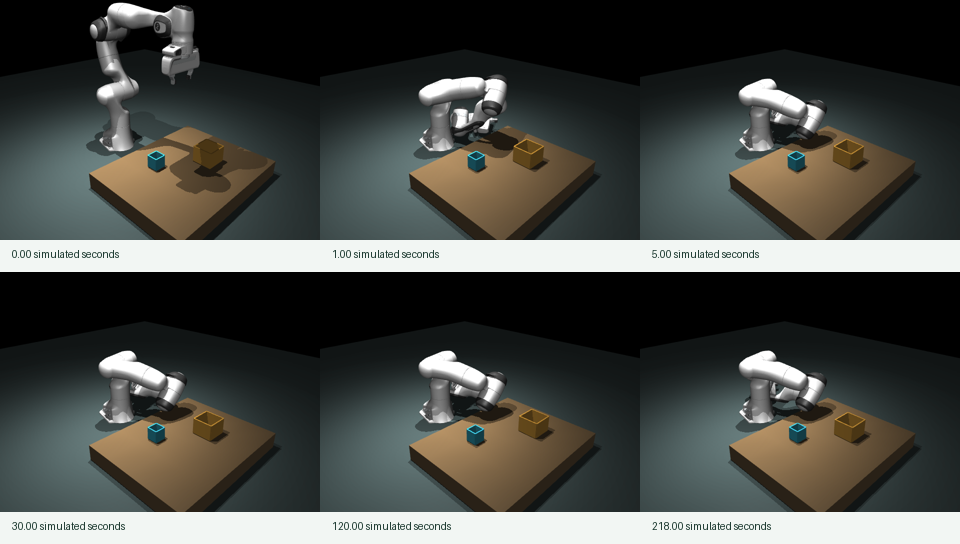 0.00 simulated seconds
1.00 simulated seconds
5.00 simulated seconds
30.00 simulated seconds
120.00 simulated seconds
218.00 simulated seconds